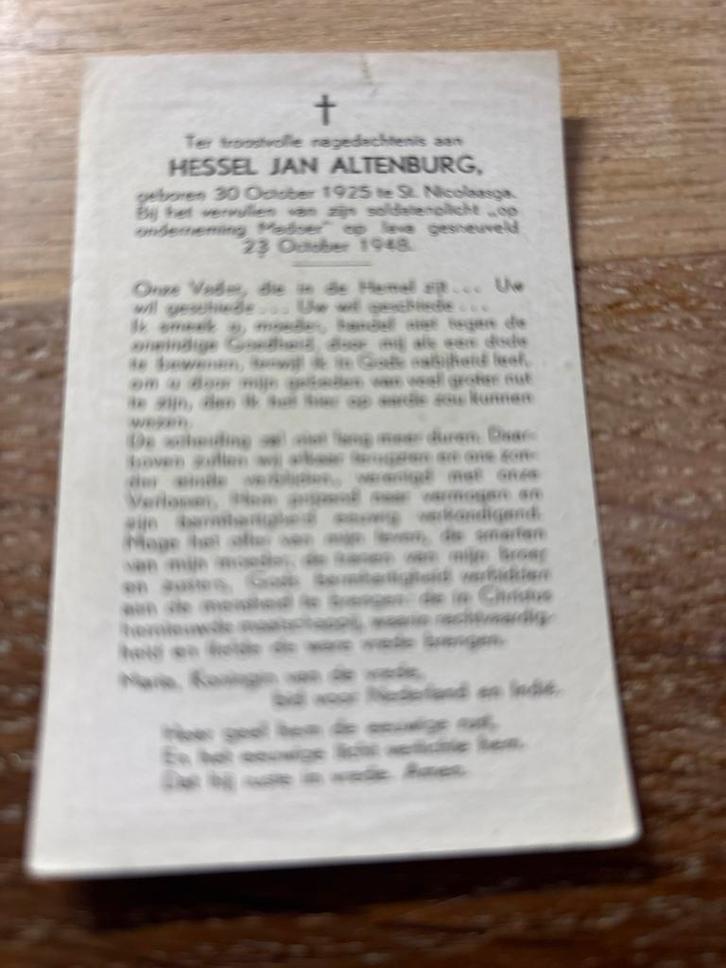 Ter troostvolle nagedachtenis aan
HESSEL JAN ALTENBURG,
geboren 30 October 1925 te St. Nicolaasga.
Bij het vervullen van zijn soldatenplicht „op
onderneming Madoer" op Java gesneuveld
23 October 1948.
Onze Vader, die in de Hemel zijt... Uw
wil geschiede... Uw wil geschiede...
Ik smeek u, moeder, handel niet tegen de
oneindige Goedheid, door mij als een dode
te bewenen, terwijl ik in Gods nabijheid leef,
om u door mijn gebeden van veel groter nut
te zijn, dan ik het hier op aarde zou kunnen
wezen.
De scheiding zal niet lang meer duren. Daar-
boven zullen wij elkaar terugzien en ons zon-
der einde verblijden, verenigd met onze
Verlosser, Hem prijzend naar vermogen en
zijn barmhartigheid eeuwig verkondigend.
Moge het offer van mijn leven, de smarten
van mijn moeder, de tranen van mijn broer
en zusters, Gods barmhartigheid verbidden
aan de mensheid te brengen: de in Christus
hernieuwde maatschappij, waarin rechtvaardig-
heid en liefde de ware vrede brengen.
Maria, Koningin van de vrede,
bid voor Nederland en Indië.
Heer geef hem de eeuwige rust,
En het eeuwige licht verlichte hem.
Dat hij ruste in vrede. Amen.